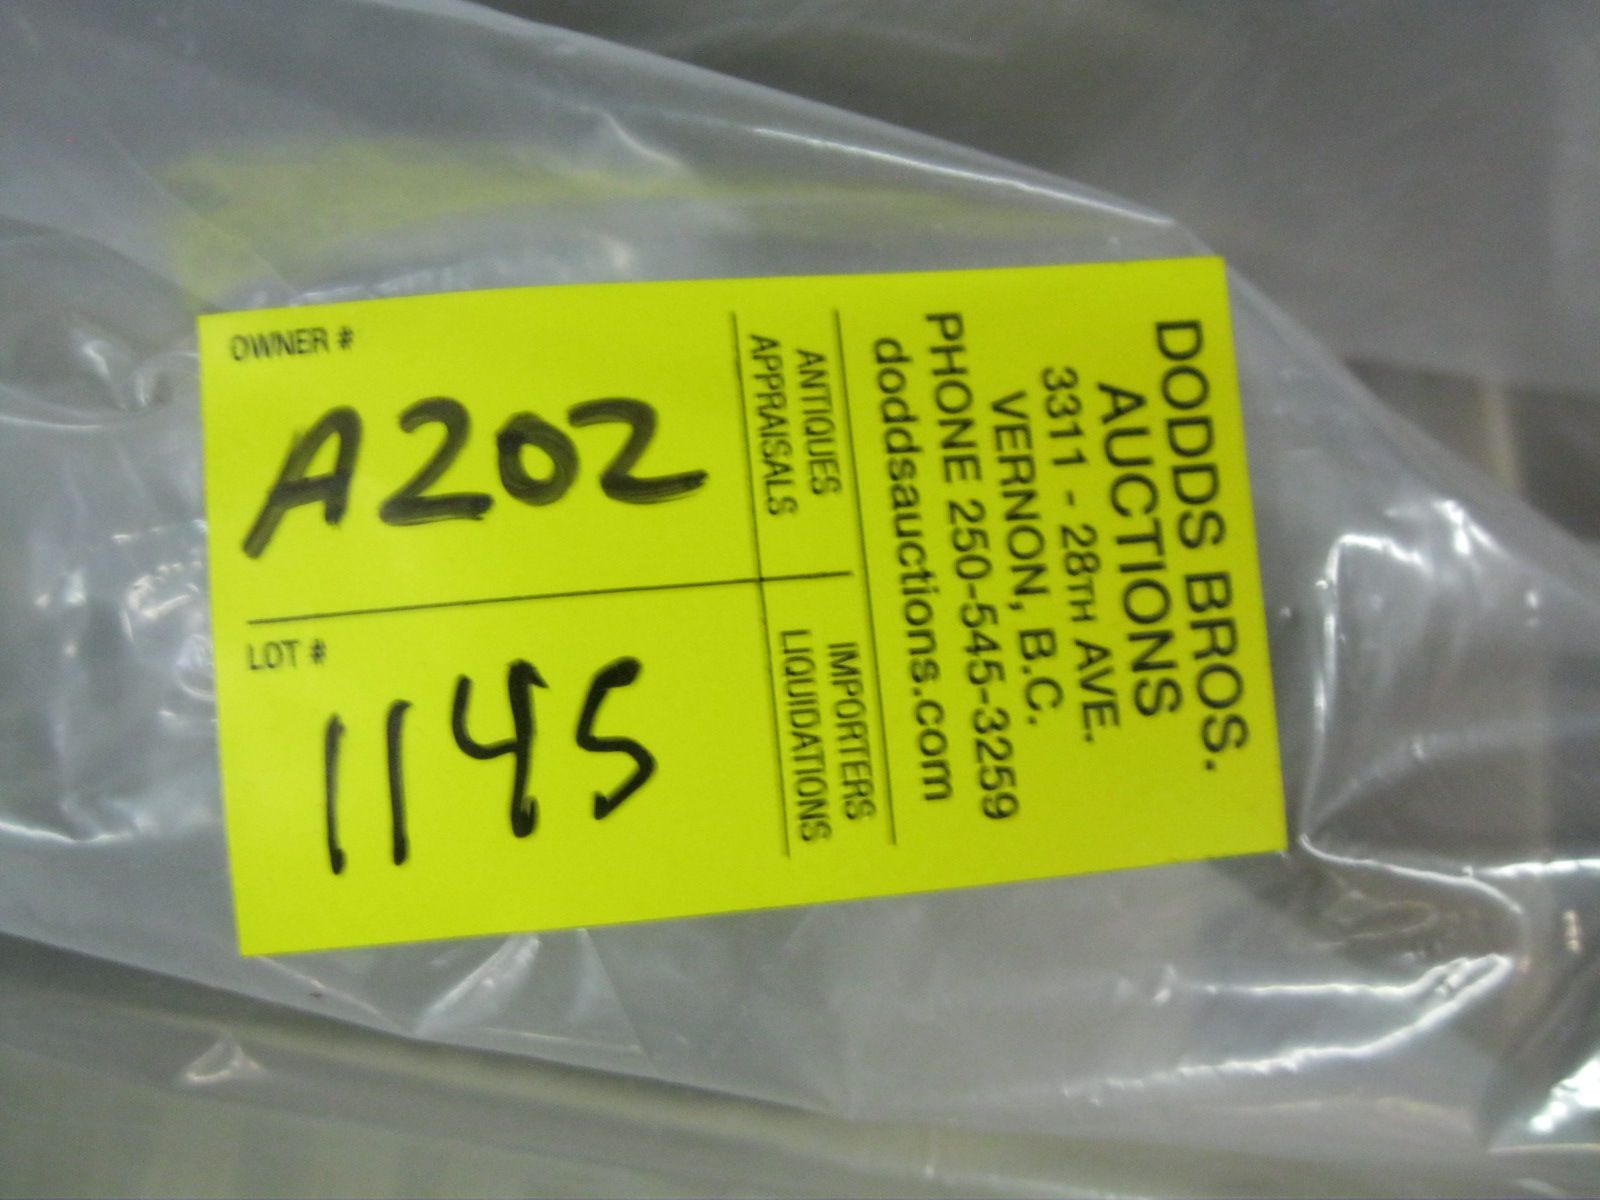 OWNER #
A202
LOT #
1145
DODDS BROS.
AUCTIONS
3311 - 28TH AVE.
VERNON, B.C.
PHONE 250-545-3259
doddsauctions.com
ANTIQUES
APPRAISALS
IMPORTERS
LIQUIDATIONS